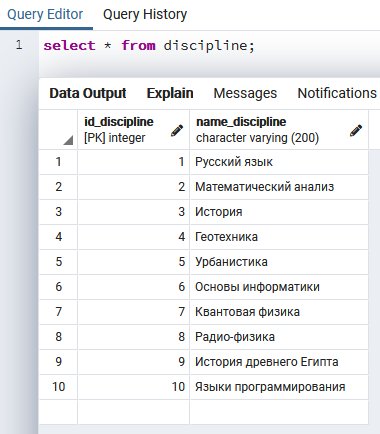 Query Editor Query History
1 select * from discipline;
Data Output Explain Messages Notifications
id_discipline name_discipline
[PK] integer character varying (200)
1 1 Русский язык
2 2 Математический анализ
3 3 История
4 4 Геотехника
5 5 Урбанистика
6 6 Основы информатики
7 7 Квантовая физика
8 8 Радио-физика
9 9 История древнего Египта
10 10 Языки программирования